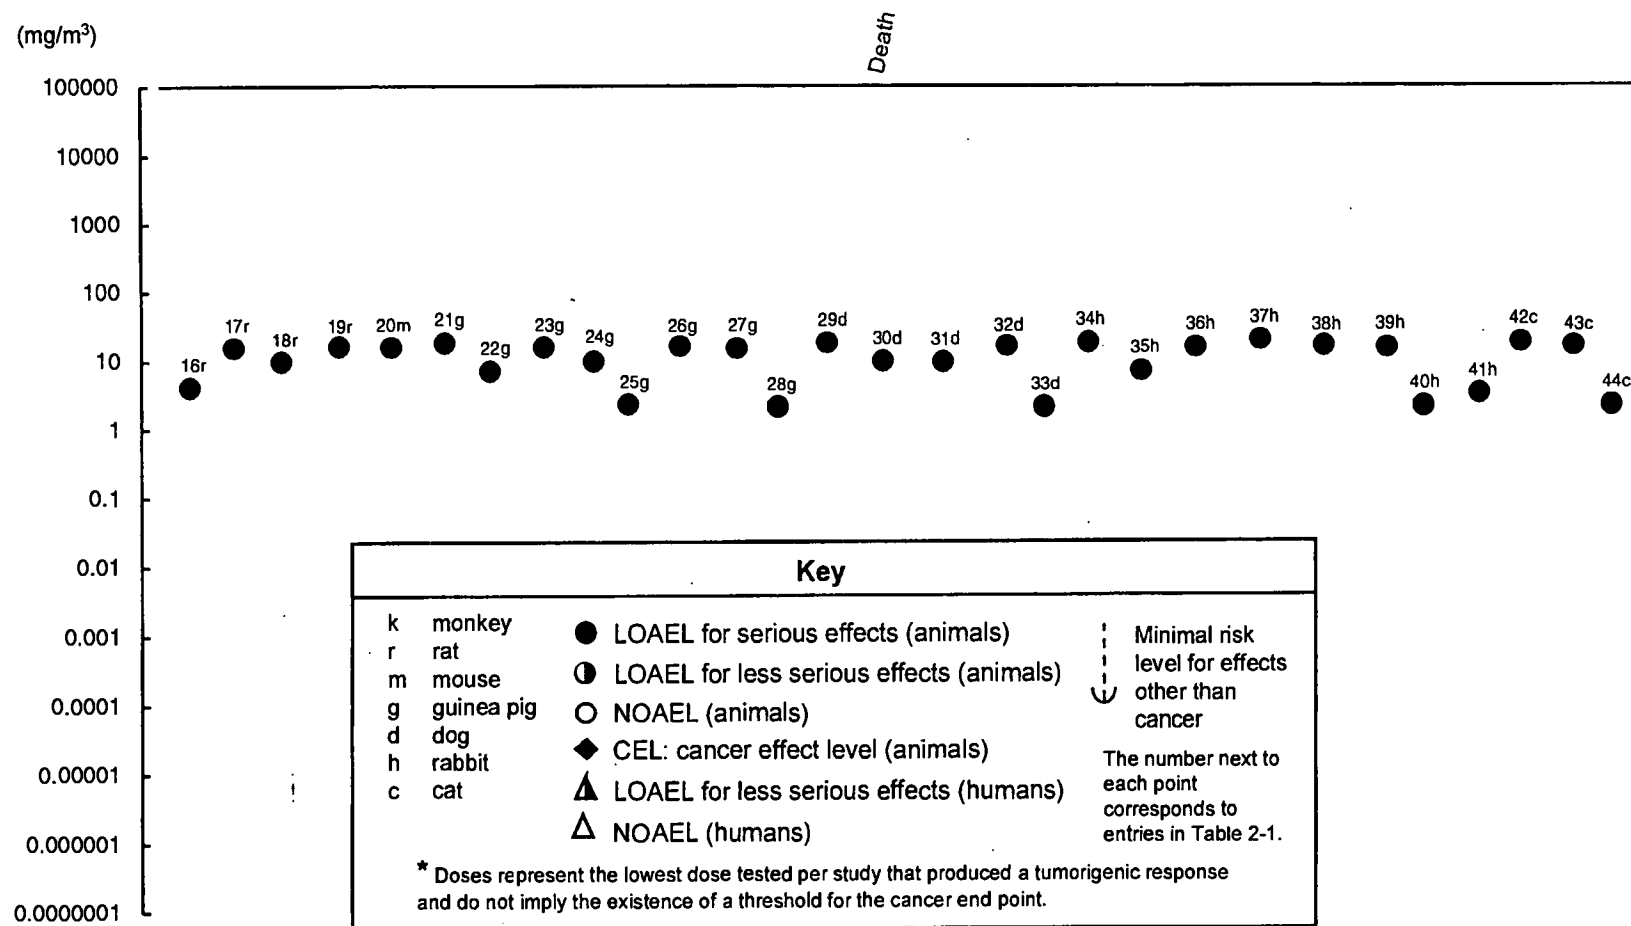 (mg/m³)
Death
100000
10000
1000
100
10
1
0.1
0.01
0.001
0.0001
0.00001
0.000001
0.0000001
16r
17r
18r
19r
20m
21g
22g
23g
24g
25g
26g
27g
28g
29d
30d
31d
32d
33d
34h
35h
36h
37h
38h
39h
40h
41h
42c
43c
44c
Key
k monkey
r rat
m mouse
g guinea pig
d dog
h rabbit
c cat
LOAEL for serious effects (animals)
LOAEL for less serious effects (animals)
NOAEL (animals)
CEL: cancer effect level (animals)
LOAEL for less serious effects (humans)
NOAEL (humans)
Minimal risk
level for effects
other than
cancer
The number next to
each point
corresponds to
entries in Table 2-1.
* Doses represent the lowest dose tested per study that produced a tumorigenic response
and do not imply the existence of a threshold for the cancer end point.